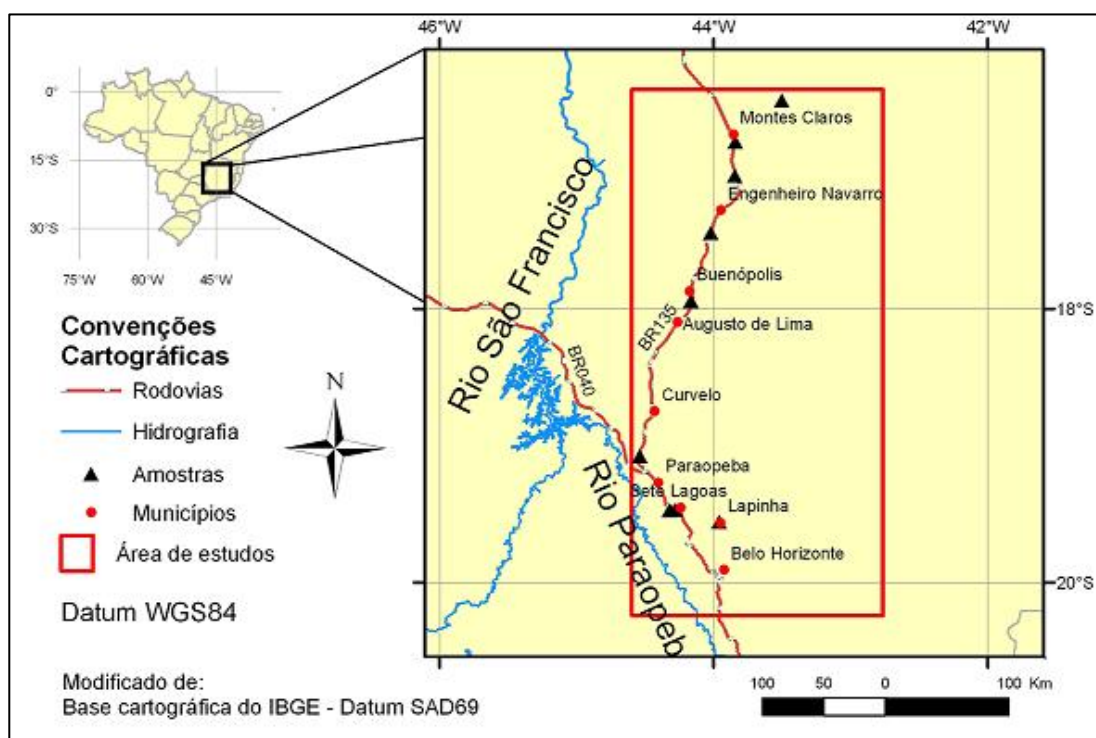 46°W 44°W 42°W
0°
15°S
30°S
75°W 60°W 45°W
Montes Claros
Engenheiro Navarro
Buenópolis
BR135
Augusto de Lima
18°S
Rio São Francisco
BR040
Curvelo
Paraopeba
Sete Lagoas
Lapinha
Rio Paraopeb
Belo Horizonte
20°S
Convenções
Cartográficas
Rodovias
Hidrografia
Amostras
Municípios
Área de estudos
N
Datum WGS84
Modificado de:
Base cartográfica do IBGE - Datum SAD69
100 50 0 100 Km